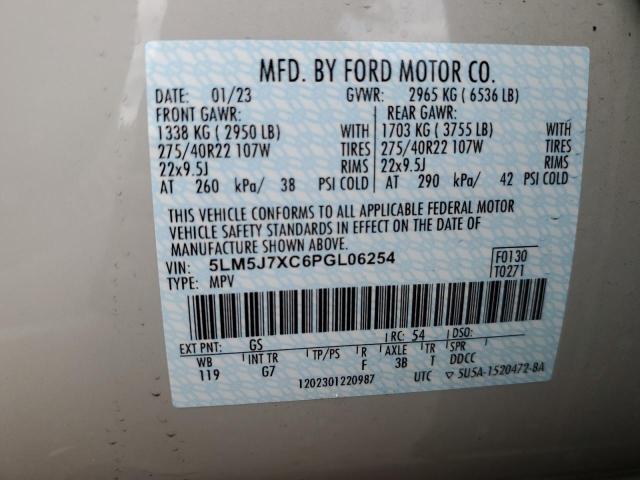 MFD. BY FORD MOTOR CO.
DATE: 01/23 GVWR: 2965 KG ( 6536 LB)
FRONT GAWR: REAR GAWR:
1338 KG ( 2950 LB) WITH 1703 KG ( 3755 LB) WITH
275/40R22 107W TIRES 275/40R22 107W TIRES
22x9.5J RIMS 22x9.5J RIMS
AT 260 kPa/ 38 PSI COLD AT 290 kPa/ 42 PSI COLD
THIS VEHICLE CONFORMS TO ALL APPLICABLE FEDERAL MOTOR
VEHICLE SAFETY STANDARDS IN EFFECT ON THE DATE OF
MANUFACTURE SHOWN ABOVE.
VIN: 5LM5J7XC6PGL06254 F0130
TYPE: MPV T0271
EXT PNT: GS RC: 54 DSO:
WB INT TR TP/PS R AXLE TR SPR
119 G7 F 3B T DDCC
1202301220987 UTC ▽ 5U5A-1520472-BA